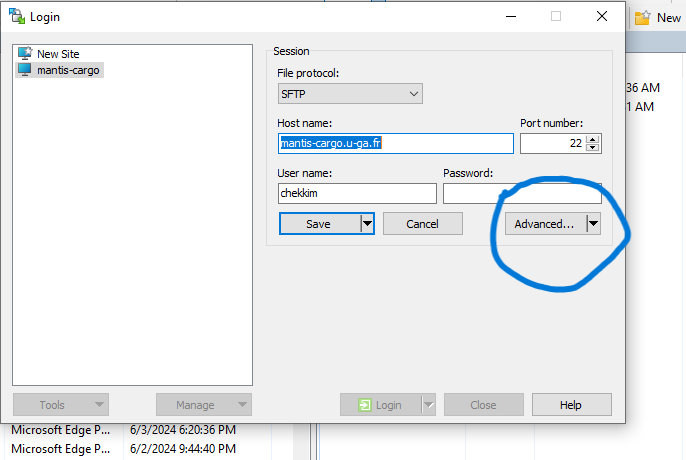 Login
New
New Site
mantis-cargo
Session
File protocol:
SFTP
36 AM
1 AM
Host name:
Port number:
mantis-cargo.u-ga.fr
22
User name:
Password:
chekkim
Save
Cancel
Advanced...
Tools
Manage
Login
Close
Help
Microsoft Edge P... 6/3/2024 6:20:36 PM
Microsoft Edge P... 6/2/2024 9:44:40 PM